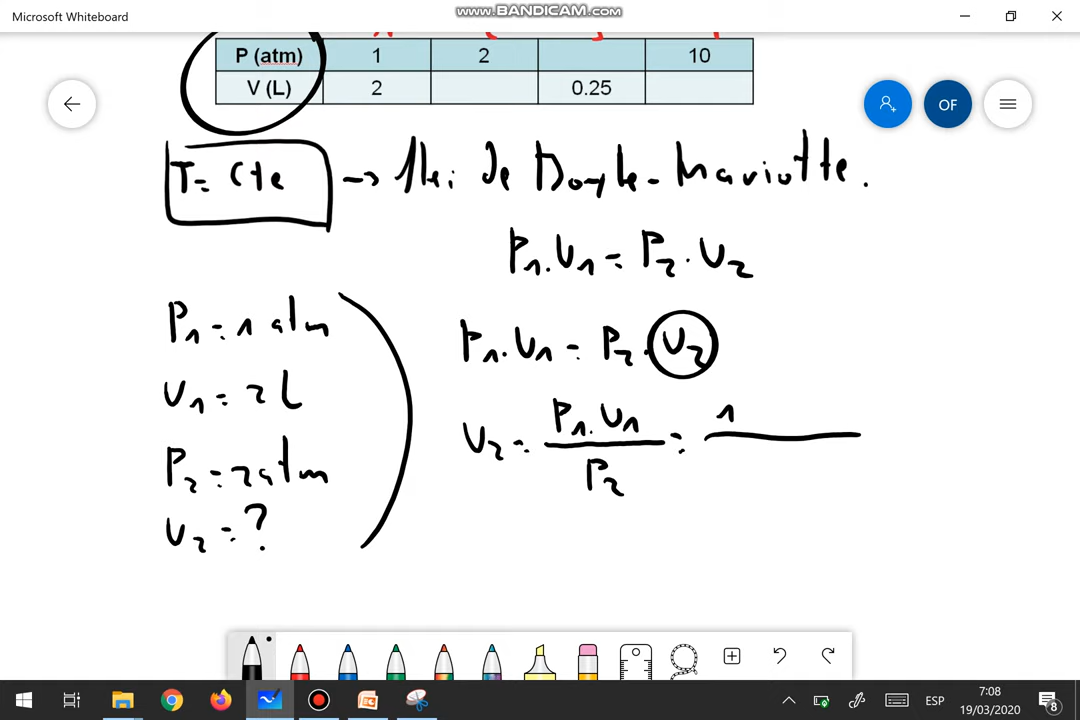 Microsoft Whiteboard
www.BANDICAM.com
P (atm) 1 2 10
V (L) 2 0.25
OF
T = Cte → Llei de Boyle-Mariotte.
P1.V1 = P2.V2
P1 = 1 atm
P1.V1 = P2.V2
V1 = 2 L
V2 = P1.V1 / P2 = 1
P2 = 2 atm
V2 = ?
ESP
7:08
19/03/2020
8